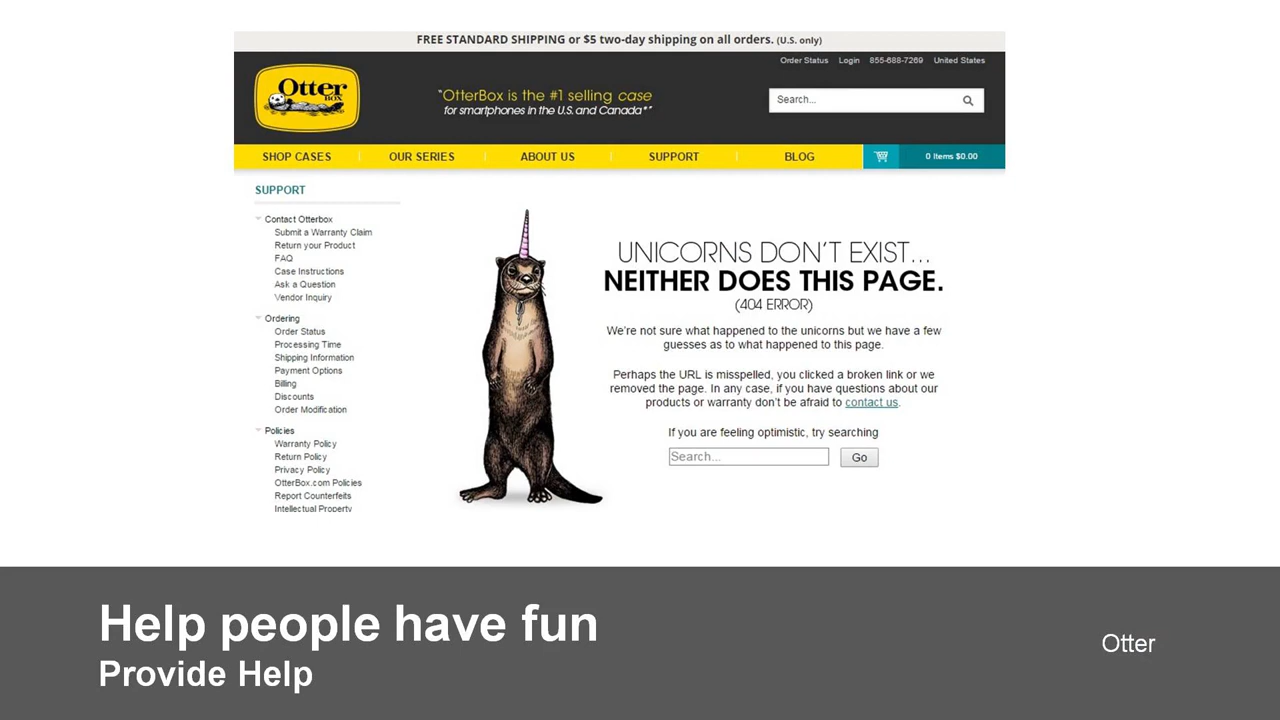 FREE STANDARD SHIPPING or $5 two-day shipping on all orders. (U.S. only)
Order Status Login 855-688-7269 United States
Otter
BOX
"OtterBox is the #1 selling case
for smartphones in the U.S. and Canada*"
Search...
SHOP CASES OUR SERIES ABOUT US SUPPORT BLOG 0 Items $0.00
SUPPORT
Contact Otterbox
Submit a Warranty Claim
Return your Product
FAQ
Case Instructions
Ask a Question
Vendor Inquiry
Ordering
Order Status
Processing Time
Shipping Information
Payment Options
Billing
Discounts
Order Modification
Policies
Warranty Policy
Return Policy
Privacy Policy
OtterBox.com Policies
Report Counterfeits
Intellectual Property
UNICORNS DON'T EXIST...
NEITHER DOES THIS PAGE.
(404 ERROR)
We're not sure what happened to the unicorns but we have a few
guesses as to what happened to this page.
Perhaps the URL is misspelled, you clicked a broken link or we
removed the page. In any case, if you have questions about our
products or warranty don't be afraid to contact us.
If you are feeling optimistic, try searching
Search... Go
Help people have fun
Provide Help
Otter